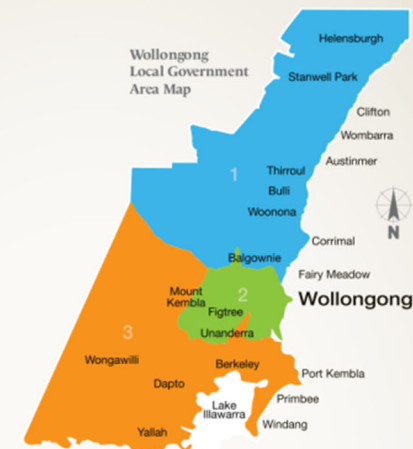 Helensburgh
Wollongong
Local Government
Area Map
Stanwell Park
Clifton
Wombarra
Austinmer
Thirroul
1
Bulli
Woonona
N
Corrimal
Balgownie
Fairy Meadow
Mount
Kembla
2
Wollongong
Figtree
3
Unanderra
Wongawilli
Berkeley
Port Kembla
Dapto
Primbee
Lake
Illawarra
Windang
Yallah